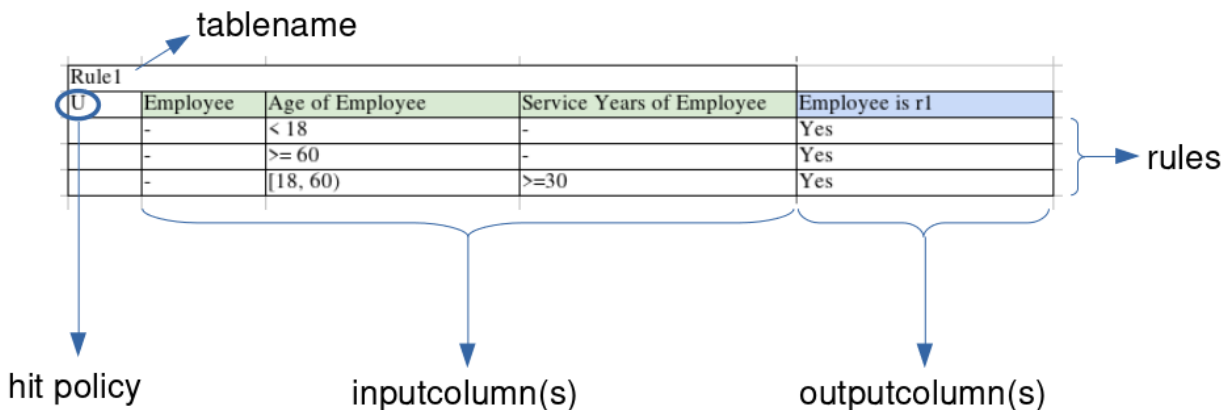 tablename
Rule1
U Employee Age of Employee Service Years of Employee Employee is r1
- < 18 - Yes
- >= 60 - Yes
- [18, 60) >=30 Yes
rules
hit policy inputcolumn(s) outputcolumn(s)